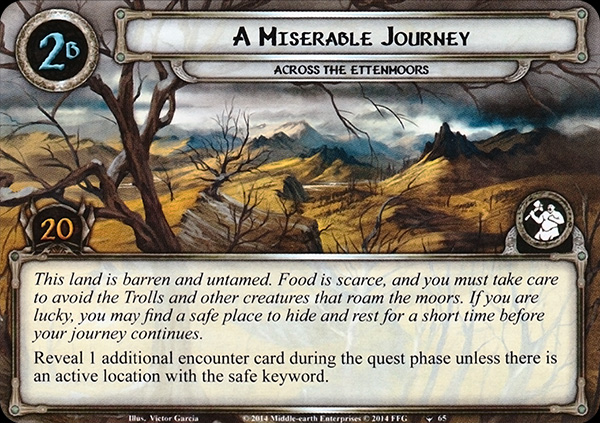 2B
A Miserable Journey
Across the Ettenmoors
20
This land is barren and untamed. Food is scarce, and you must take care
to avoid the Trolls and other creatures that roam the moors. If you are
lucky, you may find a safe place to hide and rest for a short time before
your journey continues.
Reveal 1 additional encounter card during the quest phase unless there is
an active location with the safe keyword.
Illus. Victor Garcia © 2014 Middle-earth Enterprises © 2014 FFG 65